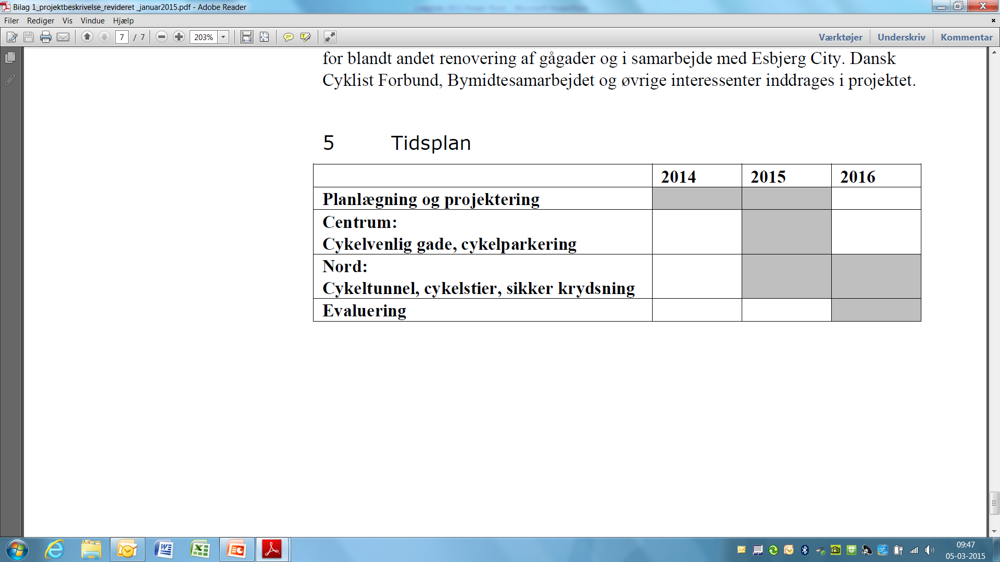 Bilag 1_projektbeskrivelse_revideret _januar2015.pdf - Adobe Reader
Filer Rediger Vis Vindue Hjælp
7 / 7 203% Værktøjer Underskriv Kommentar
for blandt andet renovering af gågader og i samarbejde med Esbjerg City. Dansk
Cyklist Forbund, Bymidtesamarbejdet og øvrige interessenter inddrages i projektet.
5 Tidsplan
2014 2015 2016
Planlægning og projektering
Centrum:
Cykelvenlig gade, cykelparkering
Nord:
Cykeltunnel, cykelstier, sikker krydsning
Evaluering
09:47
05-03-2015